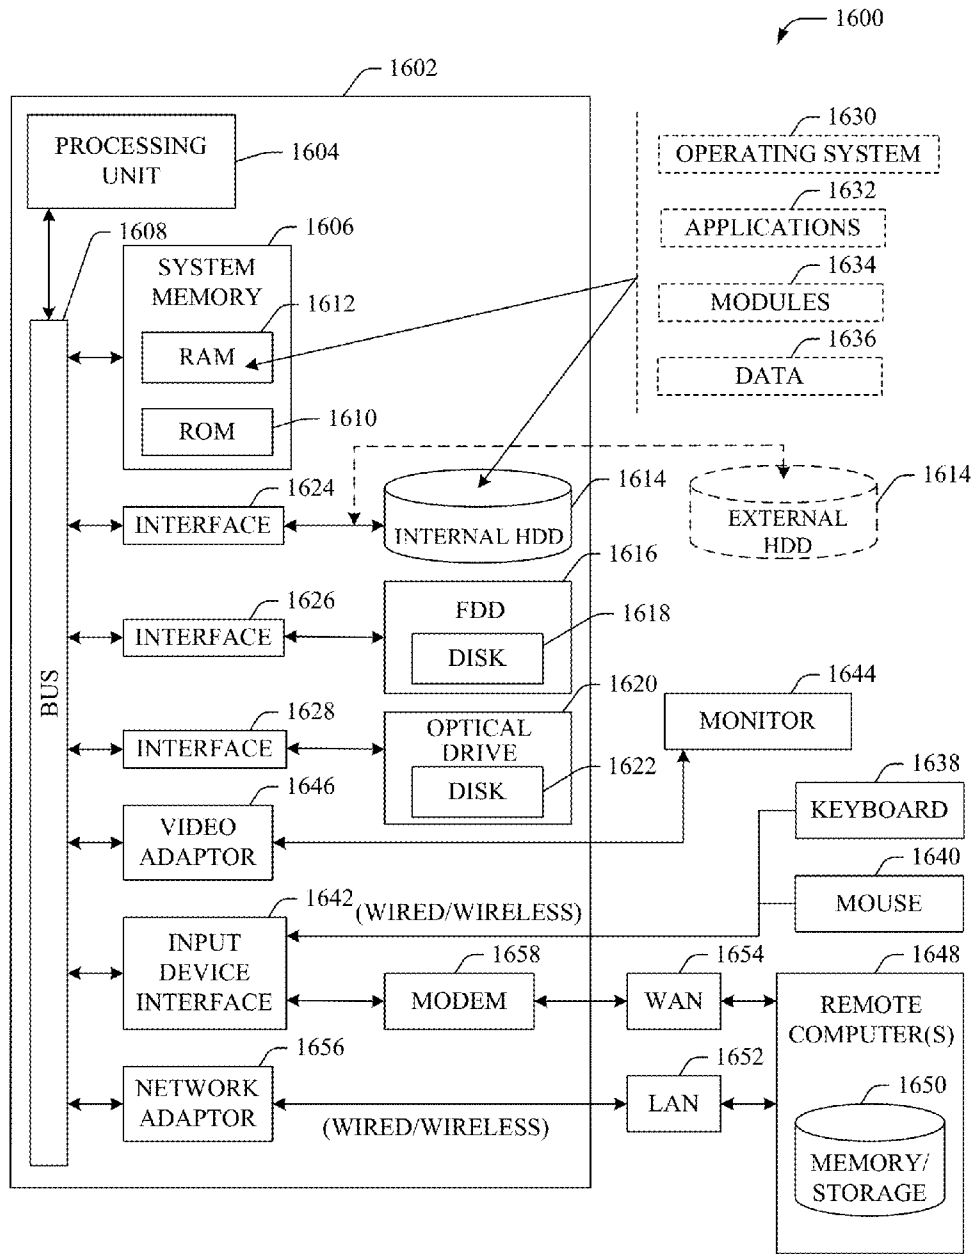 1600
1602
PROCESSING
UNIT
1604
1630
OPERATING SYSTEM
1632
APPLICATIONS
1634
MODULES
1636
DATA
1608
1606
SYSTEM
MEMORY
1612
RAM
1610
ROM
1624
INTERFACE
1614
INTERNAL HDD
1614
EXTERNAL
HDD
1626
INTERFACE
1616
FDD
1618
DISK
BUS
1628
INTERFACE
1620
OPTICAL
DRIVE
1622
DISK
1644
MONITOR
1646
VIDEO
ADAPTOR
1638
KEYBOARD
1640
MOUSE
1642
(WIRED/WIRELESS)
INPUT
DEVICE
INTERFACE
1658
MODEM
1654
WAN
1648
REMOTE
COMPUTER(S)
1656
NETWORK
ADAPTOR
(WIRED/WIRELESS)
1652
LAN
1650
MEMORY/
STORAGE